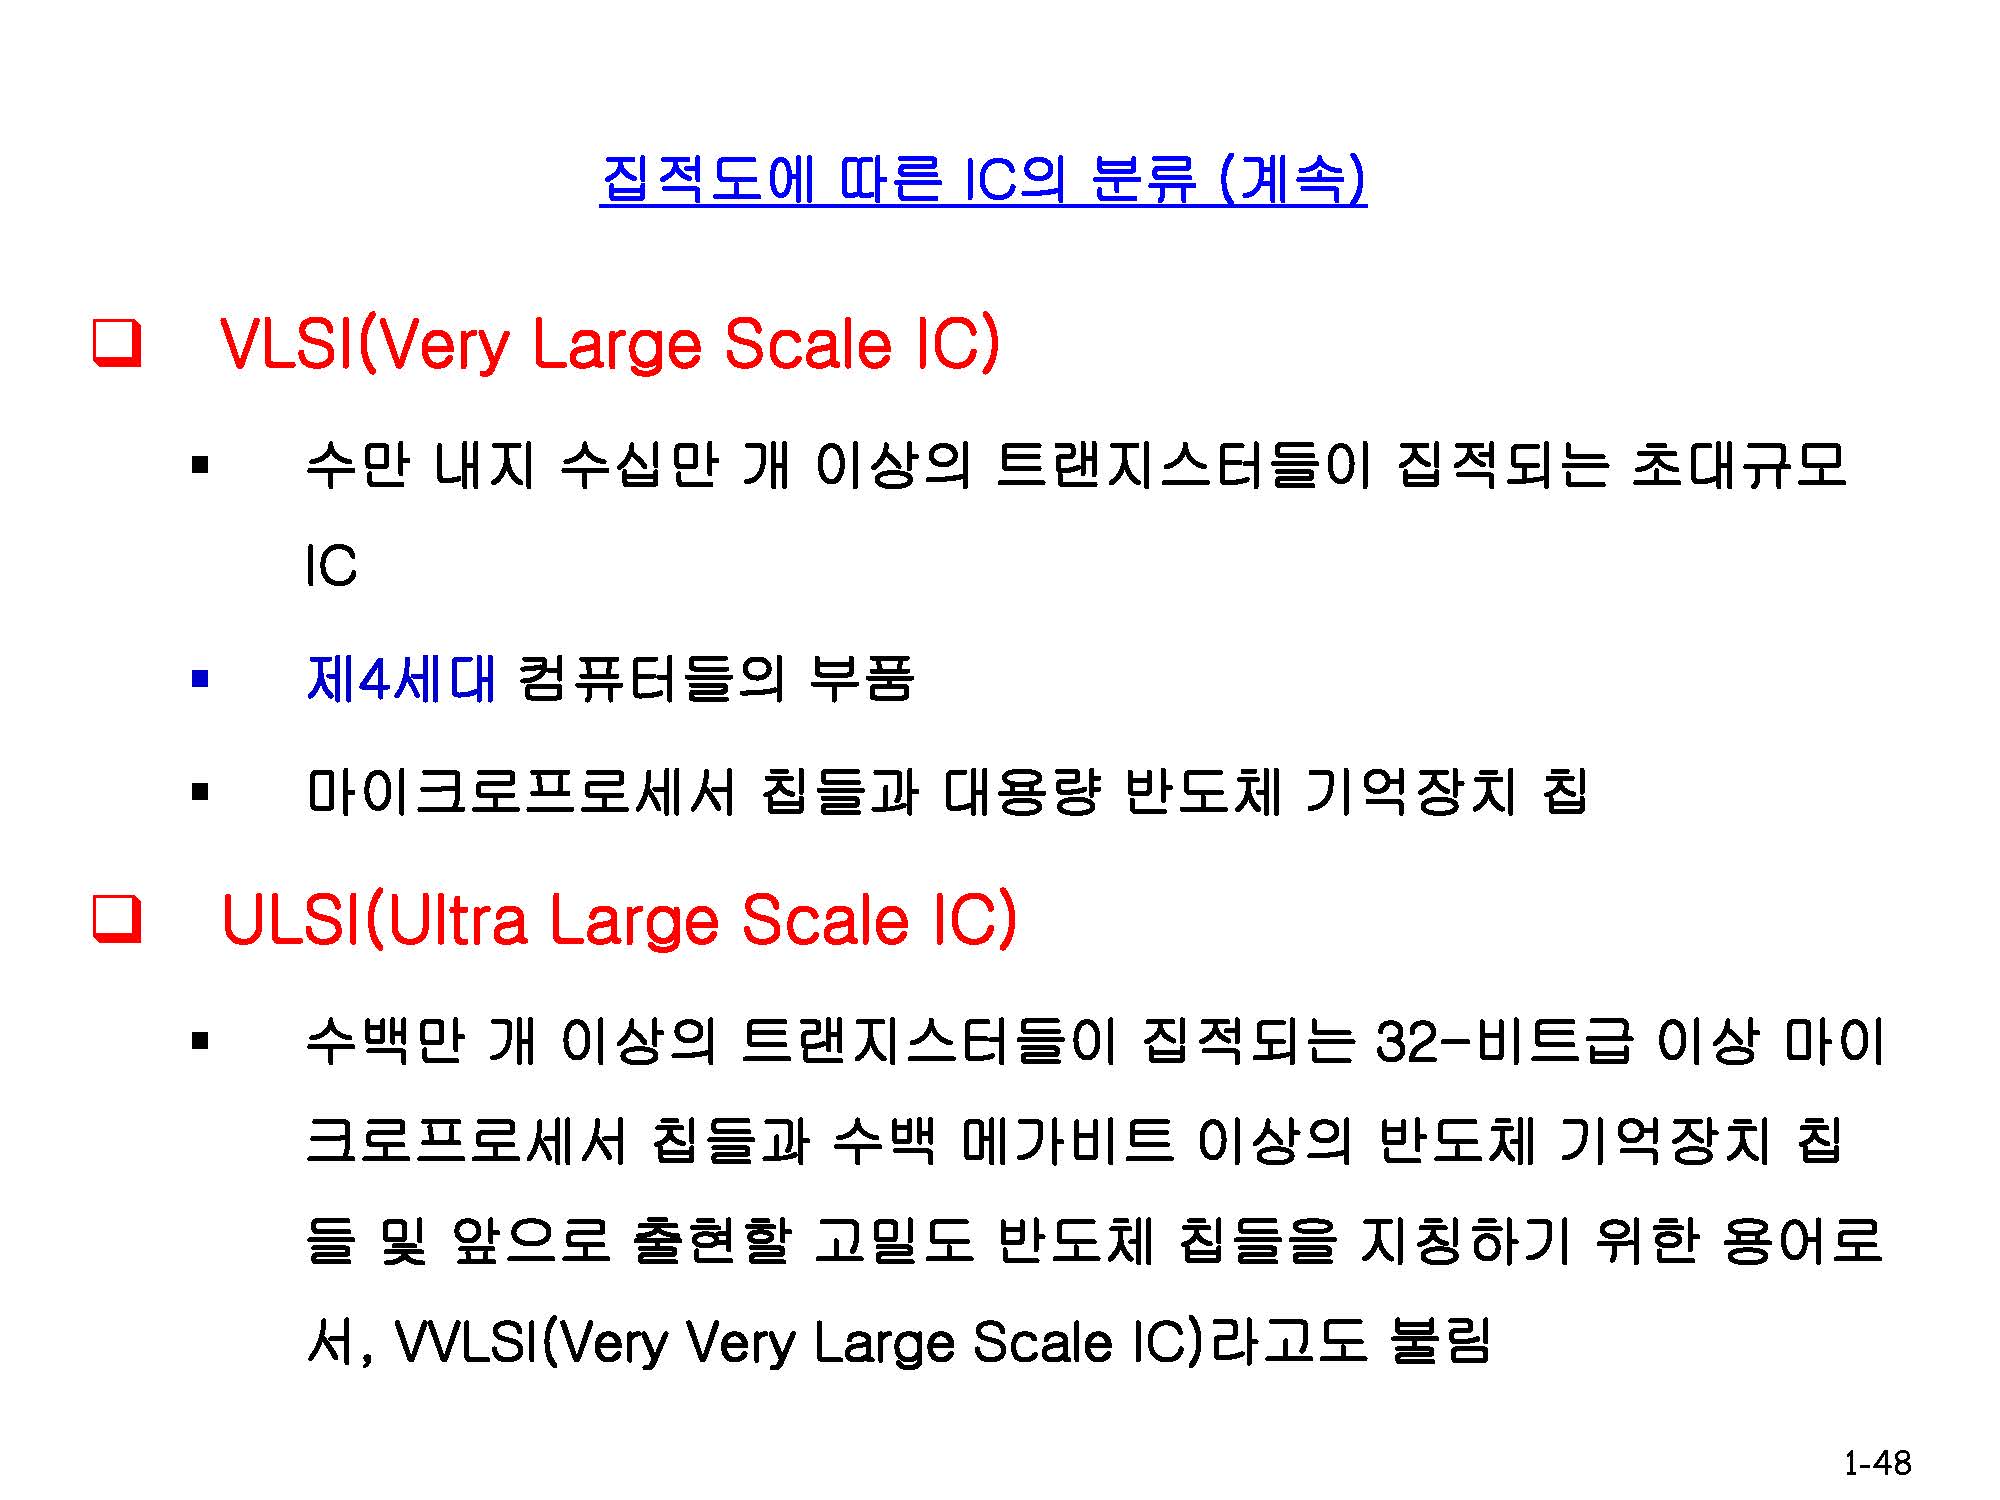 집적도에 따른 IC의 분류 (계속)
❑ VLSI(Very Large Scale IC)
▪ 수만 내지 수십만 개 이상의 트랜지스터들이 집적되는 초대규모
IC
▪ 제4세대 컴퓨터들의 부품
▪ 마이크로프로세서 칩들과 대용량 반도체 기억장치 칩
❑ ULSI(Ultra Large Scale IC)
▪ 수백만 개 이상의 트랜지스터들이 집적되는 32-비트급 이상 마이
크로프로세서 칩들과 수백 메가비트 이상의 반도체 기억장치 칩
들 및 앞으로 출현할 고밀도 반도체 칩들을 지칭하기 위한 용어로
서, VVLSI(Very Very Large Scale IC)라고도 불림
1-48